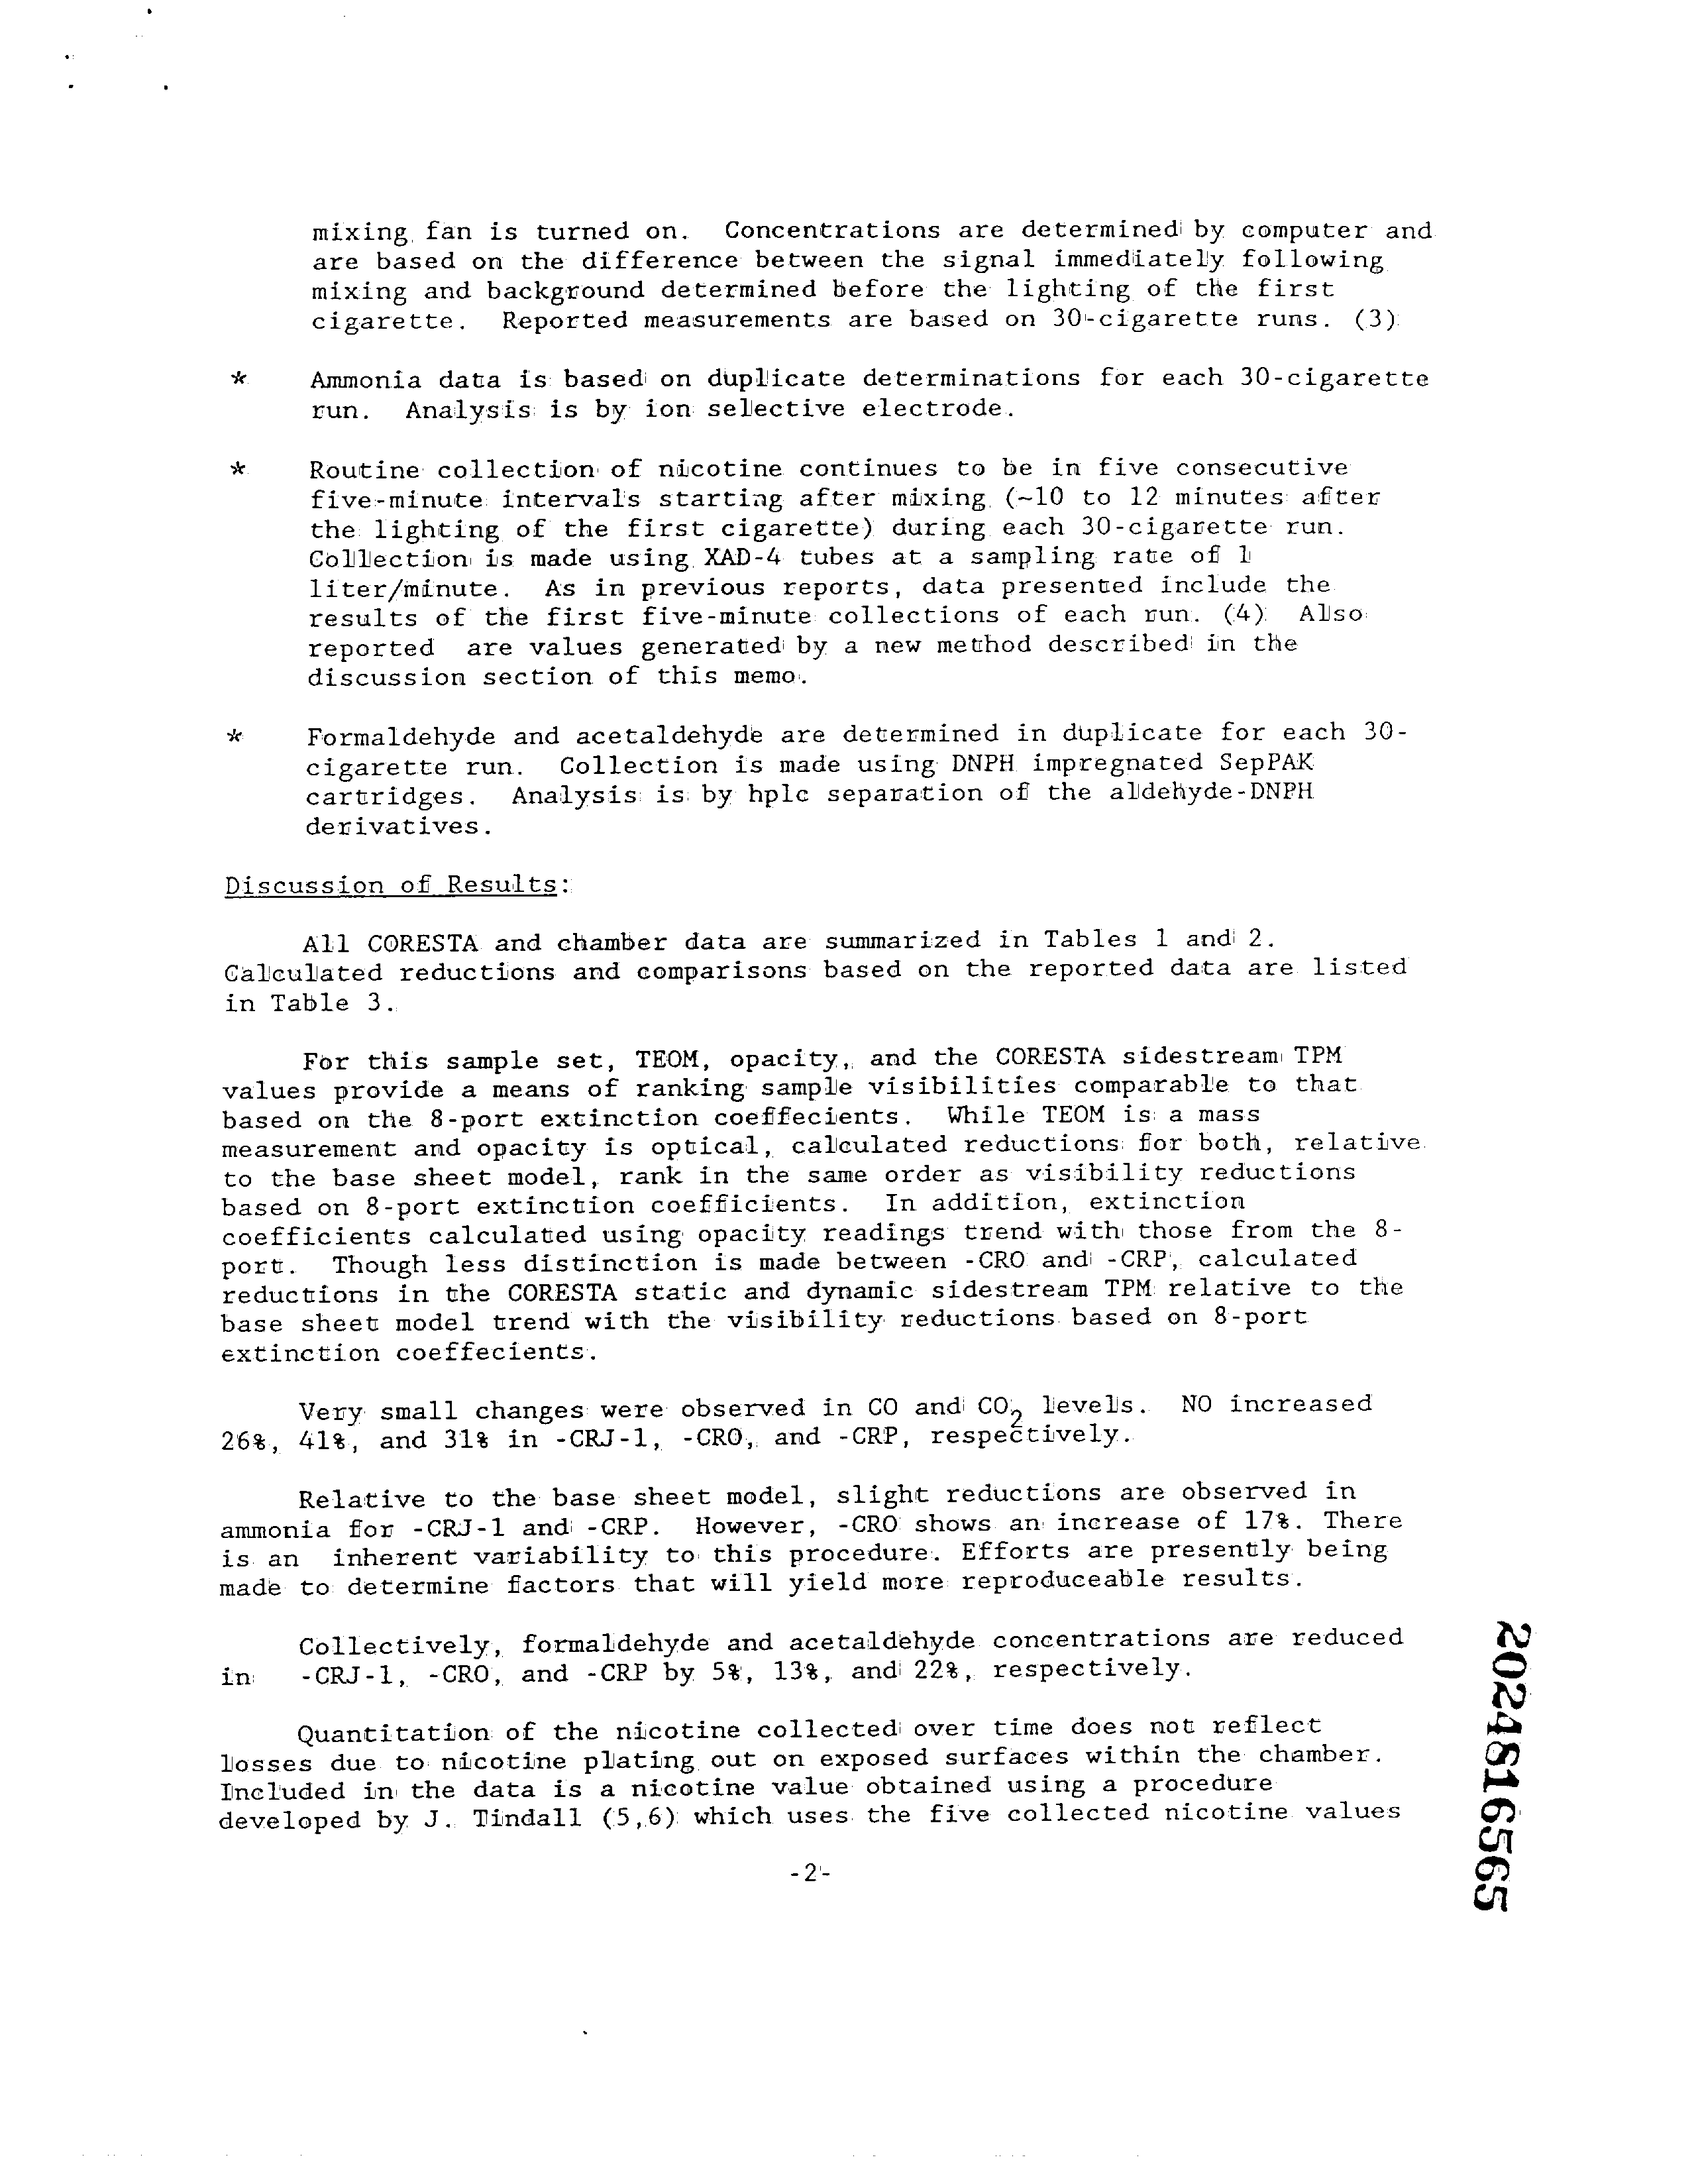 mixing fan is turned on. Concentrations are determined by computer and
are based on the difference between the signal immediately following
mixing and background determined before the lighting of the first
cigarette. Reported measurements are based on 30-cigarette runs. (3)
* Ammonia data is based on duplicate determinations for each 30-cigarette
run. Analysis is by ion selective electrode.
* Routine collection of nicotine continues to be in five consecutive
five-minute intervals starting after mixing (~10 to 12 minutes after
the lighting of the first cigarette) during each 30-cigarette run.
Collection is made using XAD-4 tubes at a sampling rate of 1
liter/minute. As in previous reports, data presented include the
results of the first five-minute collections of each run. (4) Also
reported are values generated by a new method described in the
discussion section of this memo.
* Formaldehyde and acetaldehyde are determined in duplicate for each 30-
cigarette run. Collection is made using DNPH impregnated SepPAK
cartridges. Analysis is by hplc separation of the aldehyde-DNPH
derivatives.
Discussion of Results:
All CORESTA and chamber data are summarized in Tables 1 and 2.
Calculated reductions and comparisons based on the reported data are listed
in Table 3.
For this sample set, TEOM, opacity, and the CORESTA sidestream TPM
values provide a means of ranking sample visibilities comparable to that
based on the 8-port extinction coeffecients. While TEOM is a mass
measurement and opacity is optical, calculated reductions for both, relative
to the base sheet model, rank in the same order as visibility reductions
based on 8-port extinction coefficients. In addition, extinction
coefficients calculated using opacity readings trend with those from the 8-
port. Though less distinction is made between -CRO and -CRP, calculated
reductions in the CORESTA static and dynamic sidestream TPM relative to the
base sheet model trend with the visibility reductions based on 8-port
extinction coeffecients.
Very small changes were observed in CO and CO2 levels. NO increased
26%, 41%, and 31% in -CRJ-1, -CRO, and -CRP, respectively.
Relative to the base sheet model, slight reductions are observed in
ammonia for -CRJ-1 and -CRP. However, -CRO shows an increase of 17%. There
is an inherent variability to this procedure. Efforts are presently being
made to determine factors that will yield more reproduceable results.
Collectively, formaldehyde and acetaldehyde concentrations are reduced
in -CRJ-1, -CRO, and -CRP by 5%, 13%, and 22%, respectively.
Quantitation of the nicotine collected over time does not reflect
losses due to nicotine plating out on exposed surfaces within the chamber.
Included in the data is a nicotine value obtained using a procedure
developed by J. Tindall (5,6) which uses the five collected nicotine values
-2-
2024816565